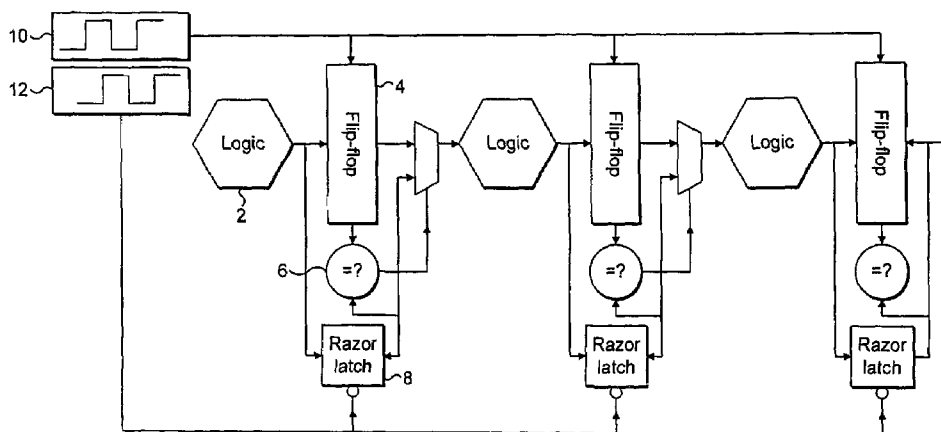 10
12
4
Logic
Flip-flop
Logic
Flip-flop
Logic
Flip-flop
2
6
=?
=?
=?
Razor
latch
8
Razor
latch
Razor
latch